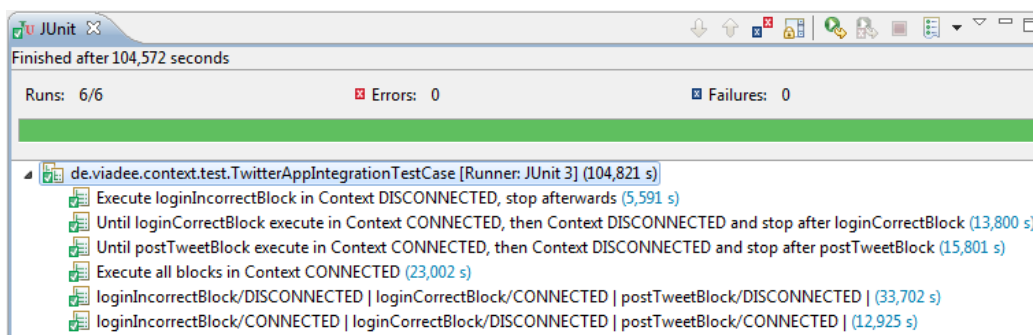 JUnit
Finished after 104,572 seconds
Runs: 6/6 Errors: 0 Failures: 0
de.viadee.context.test.TwitterAppIntegrationTestCase [Runner: JUnit 3] (104,821 s)
Execute loginIncorrectBlock in Context DISCONNECTED, stop afterwards (5,591 s)
Until loginCorrectBlock execute in Context CONNECTED, then Context DISCONNECTED and stop after loginCorrectBlock (13,800 s)
Until postTweetBlock execute in Context CONNECTED, then Context DISCONNECTED and stop after postTweetBlock (15,801 s)
Execute all blocks in Context CONNECTED (23,002 s)
loginIncorrectBlock/DISCONNECTED | loginCorrectBlock/CONNECTED | postTweetBlock/DISCONNECTED | (33,702 s)
loginIncorrectBlock/CONNECTED | loginCorrectBlock/DISCONNECTED | postTweetBlock/CONNECTED | (12,925 s)